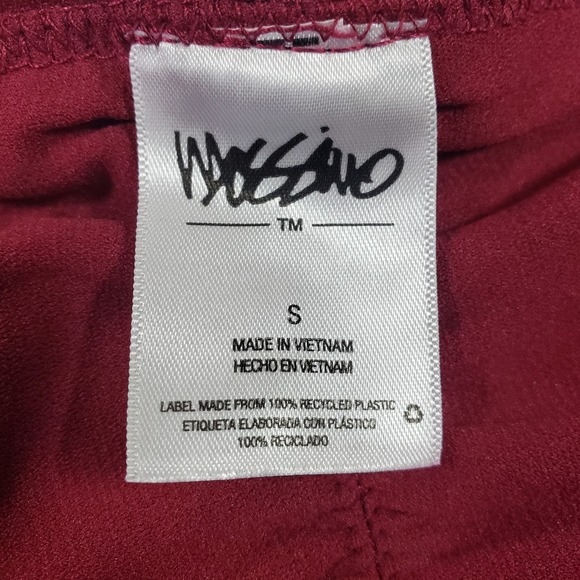 mossimo
TM
S
MADE IN VIETNAM
HECHO EN VIETNAM
LABEL MADE FROM 100% RECYCLED PLASTIC
ETIQUETA ELABORADA CON PLÁSTICO
100% RECICLADO